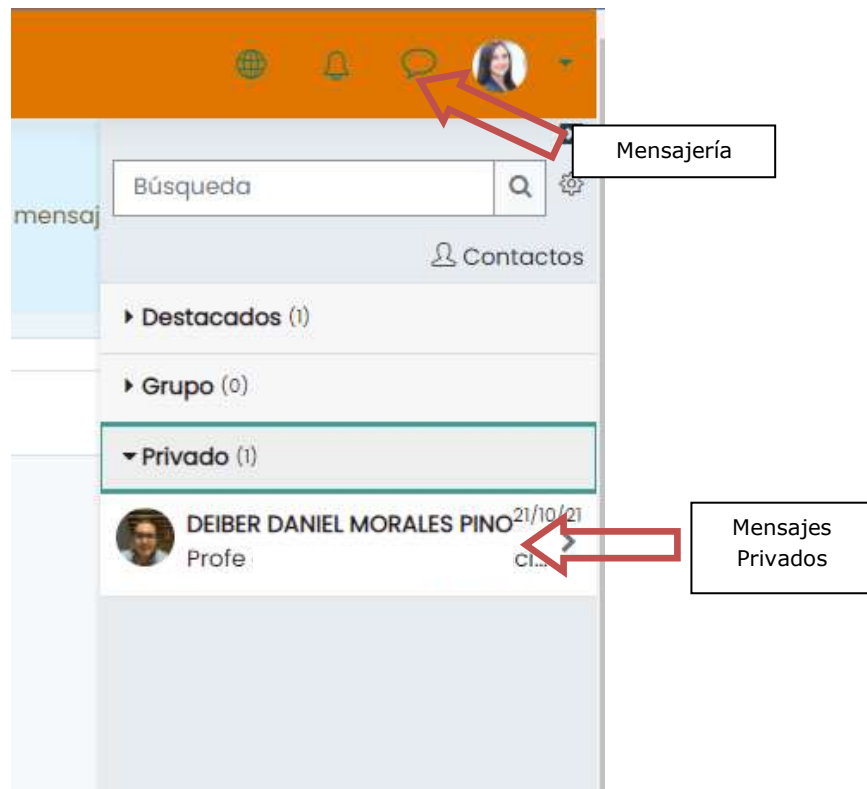 Mensajería
Búsqueda
mensaj
Contactos
Destacados (1)
Grupo (0)
Privado (1)
DEIBER DANIEL MORALES PINO 21/10/21
Profe
Mensajes
Privados